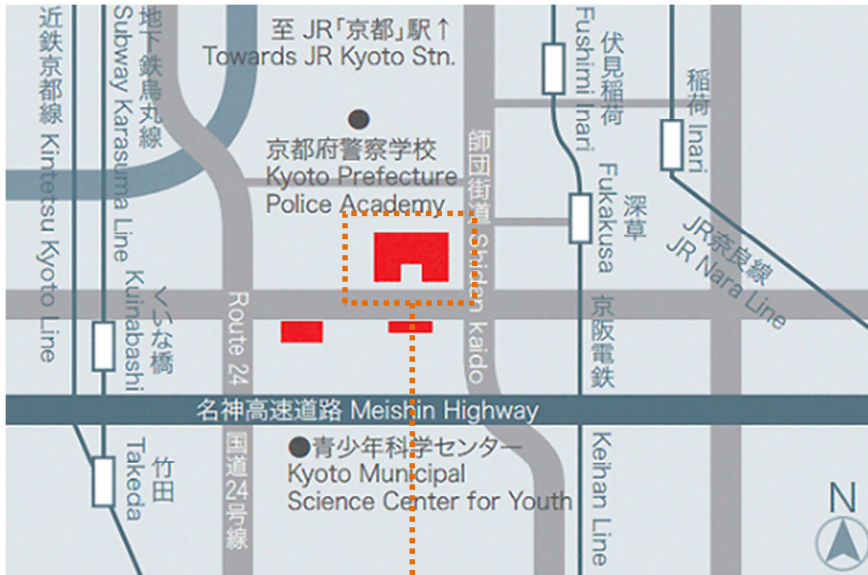 近鉄京都線 Kintetsu Kyoto Line
地下鉄烏丸線
Subway Karasuma Line
至 JR「京都」駅↑
Towards JR Kyoto Stn.
京都府警察学校
Kyoto Prefecture
Police Academy
師団街道 Shidan kaido
伏見稲荷
Fushimi Inari
稲荷 Inari
深草
Fukakusa
JR奈良線
JR Nara Line
くいな橋
Kuinabashi
Route 24
京阪電鉄
名神高速道路 Meishin Highway
竹田
Takeda
国道24号線
●青少年科学センター
Kyoto Municipal
Science Center for Youth
Keihan Line
N